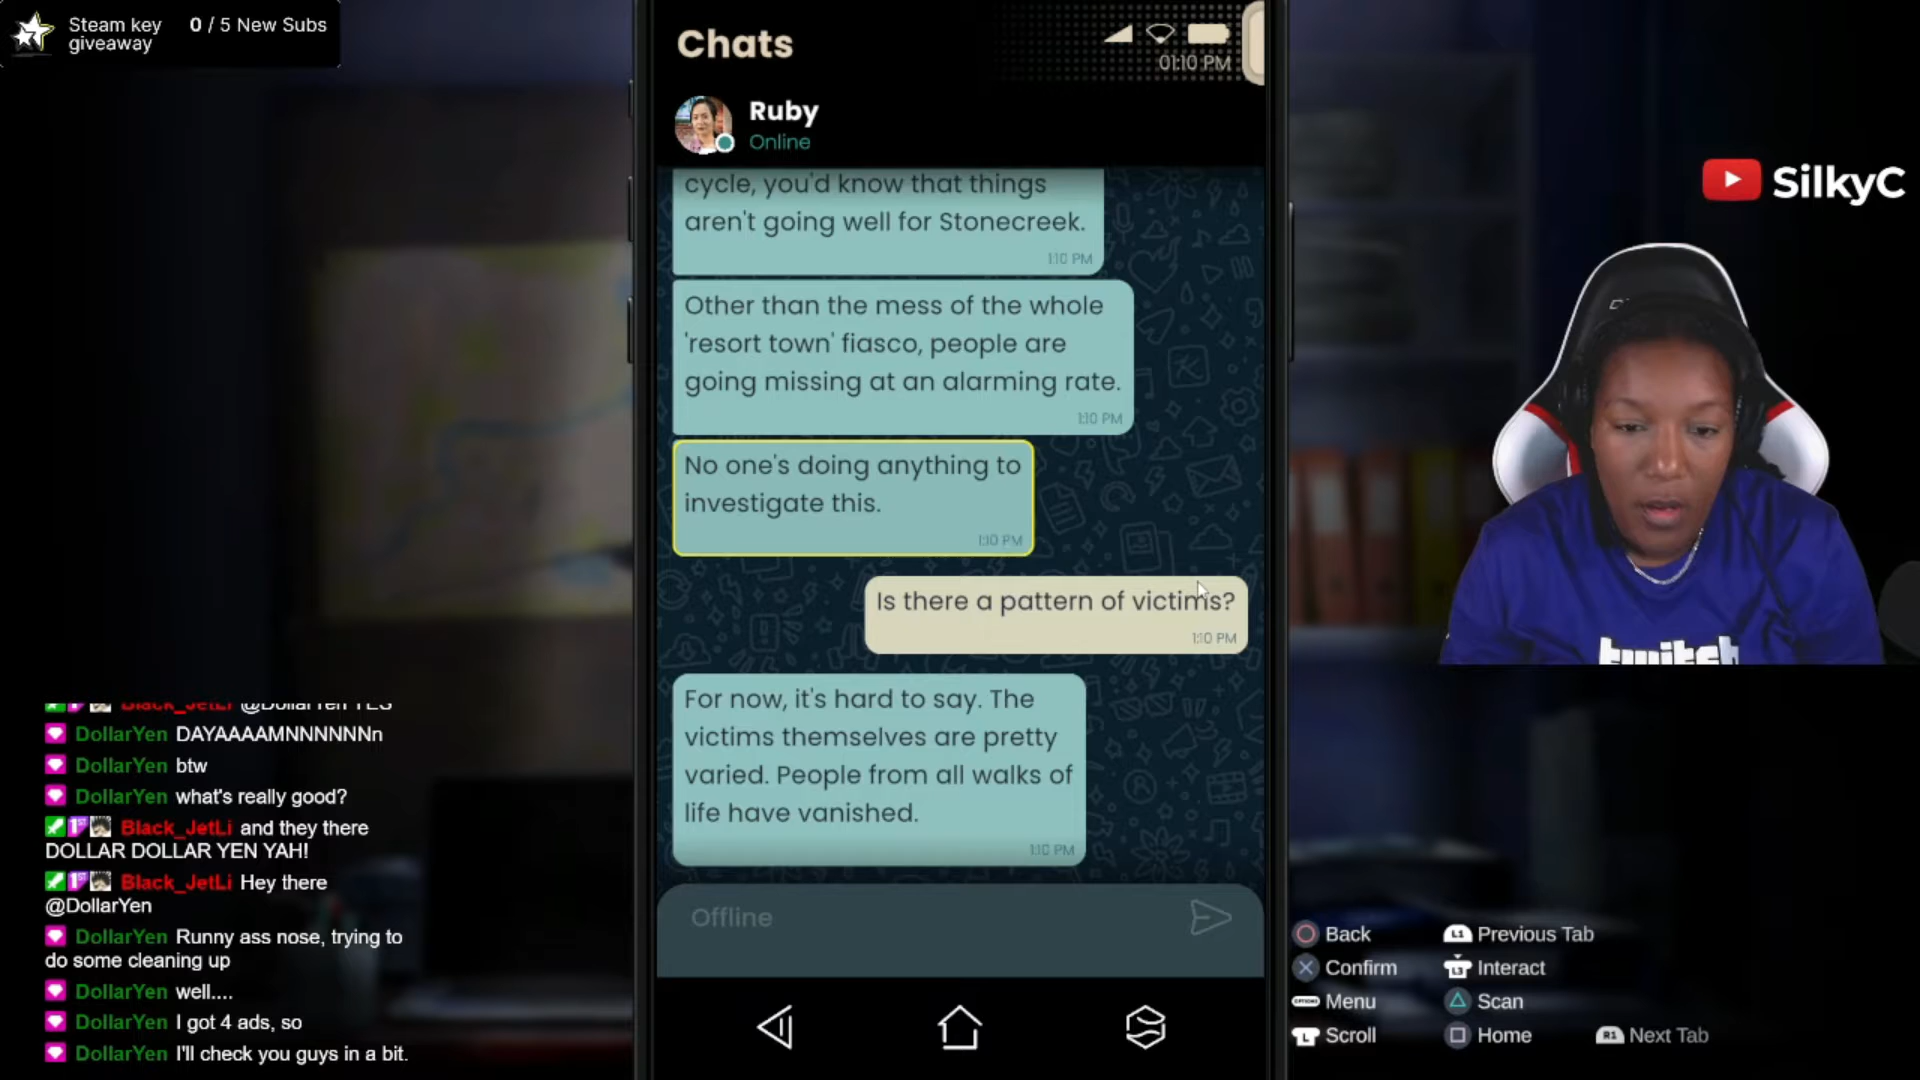 Steam key
giveaway
0 / 5 New Subs
Chats
01:10 PM
Ruby
Online
cycle, you'd know that things
aren't going well for Stonecreek.
1:10 PM
Other than the mess of the whole
'resort town' fiasco, people are
going missing at an alarming rate.
1:10 PM
No one's doing anything to
investigate this.
1:10 PM
Is there a pattern of victims?
1:10 PM
For now, it's hard to say. The
victims themselves are pretty
varied. People from all walks of
life have vanished.
1:10 PM
Offline
SilkyC
twitch
Black_JetLi @DollarYen YES
DollarYen DAYAAAAMNNNNNNn
DollarYen btw
DollarYen what's really good?
Black_JetLi and they there
DOLLAR DOLLAR YEN YAH!
Black_JetLi Hey there
@DollarYen
DollarYen Runny ass nose, trying to
do some cleaning up
DollarYen well....
DollarYen I got 4 ads, so
DollarYen I'll check you guys in a bit.
Back
L1 Previous Tab
Confirm
Interact
OPTIONS Menu
Scan
L Scroll
Home
R1 Next Tab